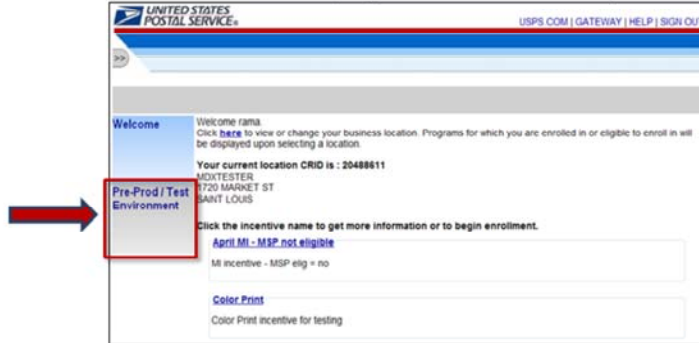 UNITED STATES
POSTAL SERVICE®
USPS.COM | GATEWAY | HELP | SIGN OUT
>>
Welcome
Welcome rama.
Click here to view or change your business location. Programs for which you are enrolled in or eligible to enroll in will
be displayed upon selecting a location.
Your current location CRID is : 20488611
MDXTESTER
1720 MARKET ST
SAINT LOUIS
Pre-Prod / Test
Environment
Click the incentive name to get more information or to begin enrollment.
April MI - MSP not eligible
MI incentive - MSP elig = no
Color Print
Color Print incentive for testing